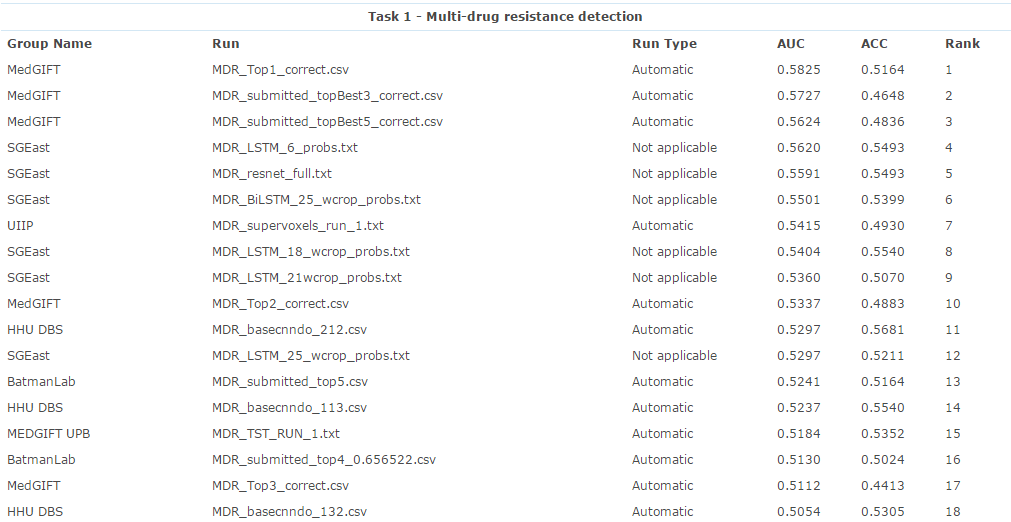 Task 1 - Multi-drug resistance detection
Group Name Run Run Type AUC ACC Rank
MedGIFT MDR_Top1_correct.csv Automatic 0.5825 0.5164 1
MedGIFT MDR_submitted_topBest3_correct.csv Automatic 0.5727 0.4648 2
MedGIFT MDR_submitted_topBest5_correct.csv Automatic 0.5624 0.4836 3
SGEast MDR_LSTM_6_probs.txt Not applicable 0.5620 0.5493 4
SGEast MDR_resnet_full.txt Not applicable 0.5591 0.5493 5
SGEast MDR_BiLSTM_25_wcrop_probs.txt Not applicable 0.5501 0.5399 6
UIIP MDR_supervoxels_run_1.txt Automatic 0.5415 0.4930 7
SGEast MDR_LSTM_18_wcrop_probs.txt Not applicable 0.5404 0.5540 8
SGEast MDR_LSTM_21wcrop_probs.txt Not applicable 0.5360 0.5070 9
MedGIFT MDR_Top2_correct.csv Automatic 0.5337 0.4883 10
HHU DBS MDR_basecnndo_212.csv Automatic 0.5297 0.5681 11
SGEast MDR_LSTM_25_wcrop_probs.txt Not applicable 0.5297 0.5211 12
BatmanLab MDR_submitted_top5.csv Automatic 0.5241 0.5164 13
HHU DBS MDR_basecnndo_113.csv Automatic 0.5237 0.5540 14
MEDGIFT UPB MDR_TST_RUN_1.txt Automatic 0.5184 0.5352 15
BatmanLab MDR_submitted_top4_0.656522.csv Automatic 0.5130 0.5024 16
MedGIFT MDR_Top3_correct.csv Automatic 0.5112 0.4413 17
HHU DBS MDR_basecnndo_132.csv Automatic 0.5054 0.5305 18